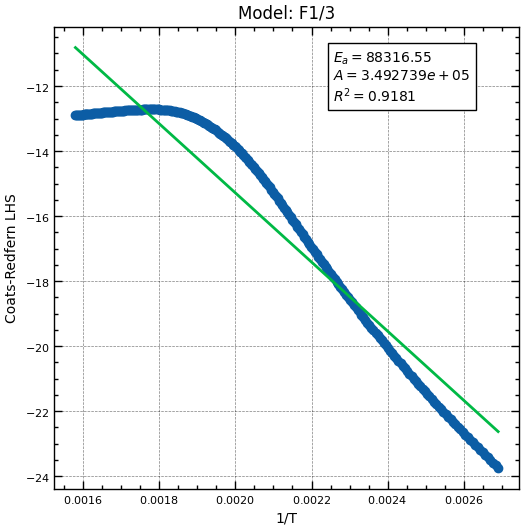 Model: F1/3
E_a = 88316.55
A = 3.492739e + 05
R^2 = 0.9181
−12
−14
−16
−18
−20
−22
−24
Coats-Redfern LHS
0.0016 0.0018 0.0020 0.0022 0.0024 0.0026
1/T